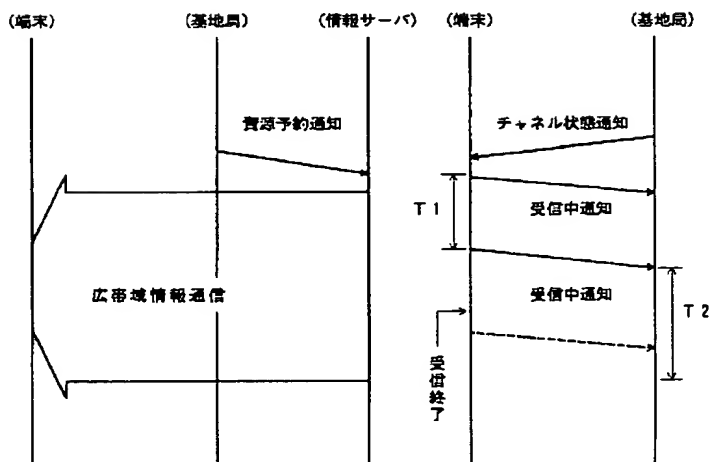 (端末)
(基地局)
(情報サーバ)
(端末)
(基地局)
資源予約通知
チャネル状態通知
T1
受信中通知
広帯域情報通信
受信中通知
T2
受信終了